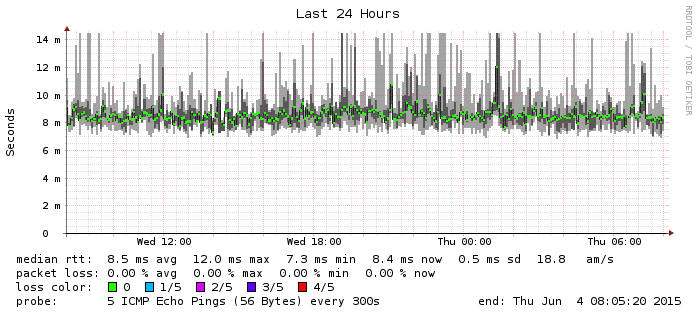 Last 24 Hours
RRDTOOL / TOBI OETIKER
Seconds
14 m
12 m
10 m
8 m
6 m
4 m
2 m
0
Wed 12:00 Wed 18:00 Thu 00:00 Thu 06:00
median rtt: 8.5 ms avg 12.0 ms max 7.3 ms min 8.4 ms now 0.5 ms sd 18.8 am/s
packet loss: 0.00 % avg 0.00 % max 0.00 % min 0.00 % now
loss color: 0 1/5 2/5 3/5 4/5
probe: 5 ICMP Echo Pings (56 Bytes) every 300s end: Thu Jun 4 08:05:20 2015